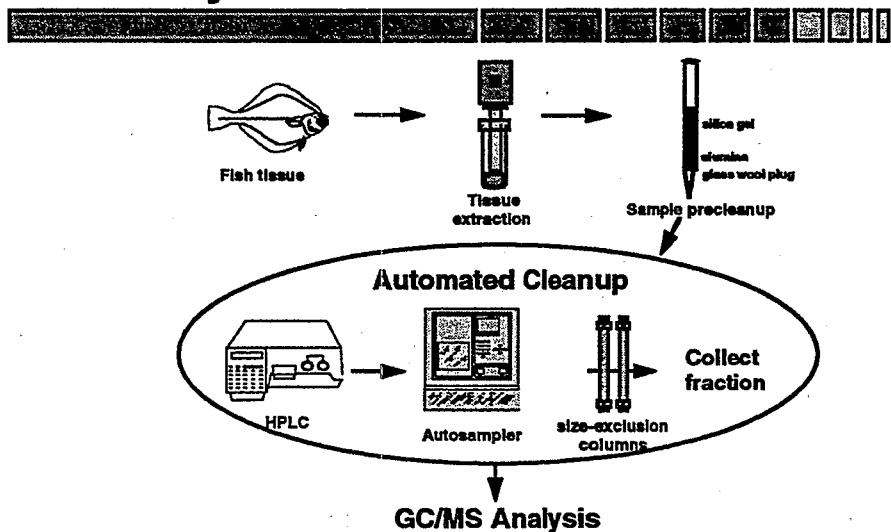 Fish tissue
Tissue
extraction
silica gel
alumina
glass wool plug
Sample precleanup
Automated Cleanup
HPLC
Autosampler
size-exclusion
columns
Collect
fraction
GC/MS Analysis